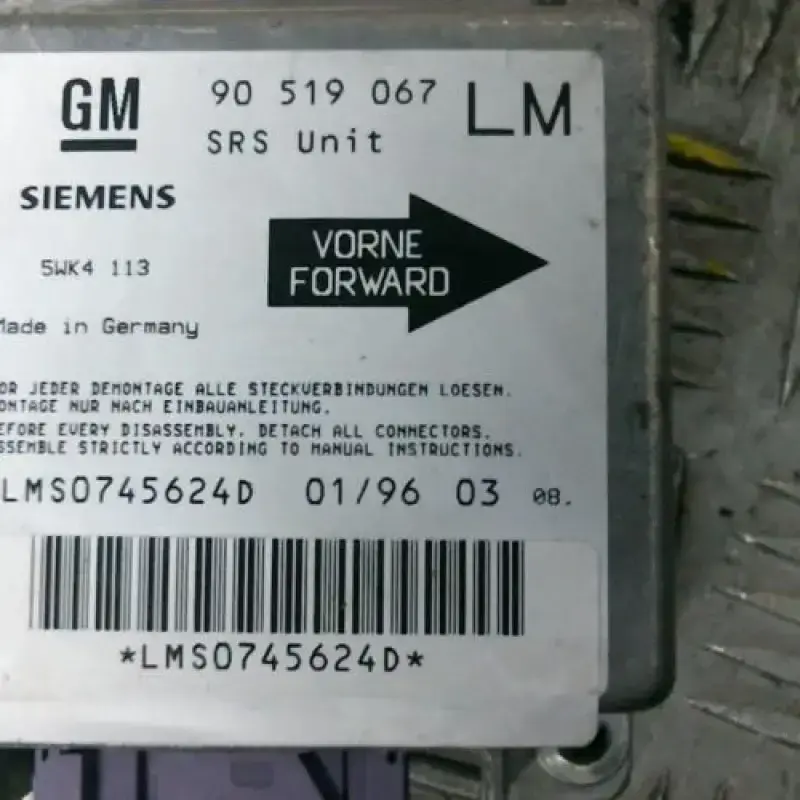 GM 90 519 067 LM
SRS Unit
SIEMENS
VORNE
FORWARD
5WK4 113
Made in Germany
OR JEDER DEMONTAGE ALLE STECKVERBINDUNGEN LOESEN.
ONTAGE NUR NACH EINBAUANLEITUNG.
EFORE EVERY DISASSEMBLY, DETACH ALL CONNECTORS.
SSEMBLE STRICTLY ACCORDING TO MANUAL INSTRUCTIONS.
LMS0745624D 01/96 03 08.
*LMS0745624D*